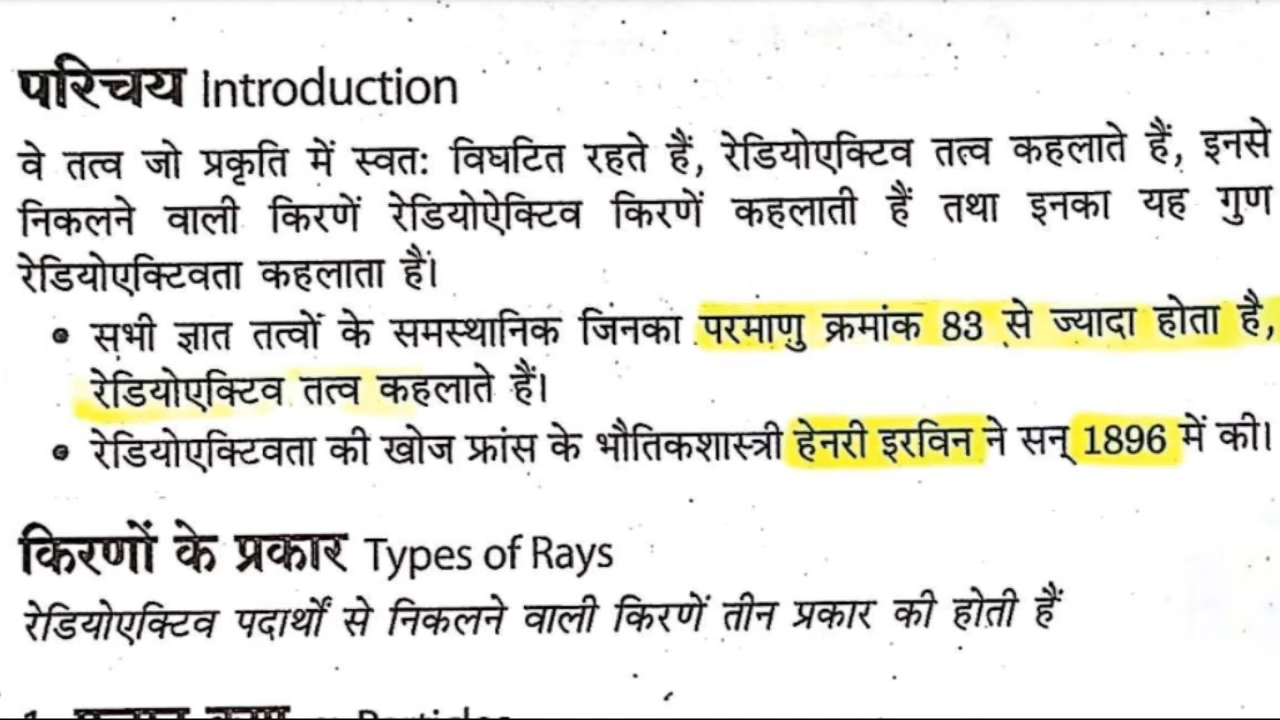 परिचय Introduction
वे तत्व जो प्रकृति में स्वतः विघटित रहते हैं, रेडियोएक्टिव तत्व कहलाते हैं, इनसे
निकलने वाली किरणें रेडियोऐक्टिव किरणें कहलाती हैं तथा इनका यह गुण
रेडियोएक्टिवता कहलाता हैं।
• सभी ज्ञात तत्वों के समस्थानिक जिनका परमाणु क्रमांक 83 से ज्यादा होता है,
रेडियोएक्टिव तत्व कहलाते हैं।
• रेडियोएक्टिवता की खोज फ्रांस के भौतिकशास्त्री हेनरी इरविन ने सन् 1896 में की।
किरणों के प्रकार Types of Rays
रेडियोएक्टिव पदार्थों से निकलने वाली किरणें तीन प्रकार की होती हैं
Particles